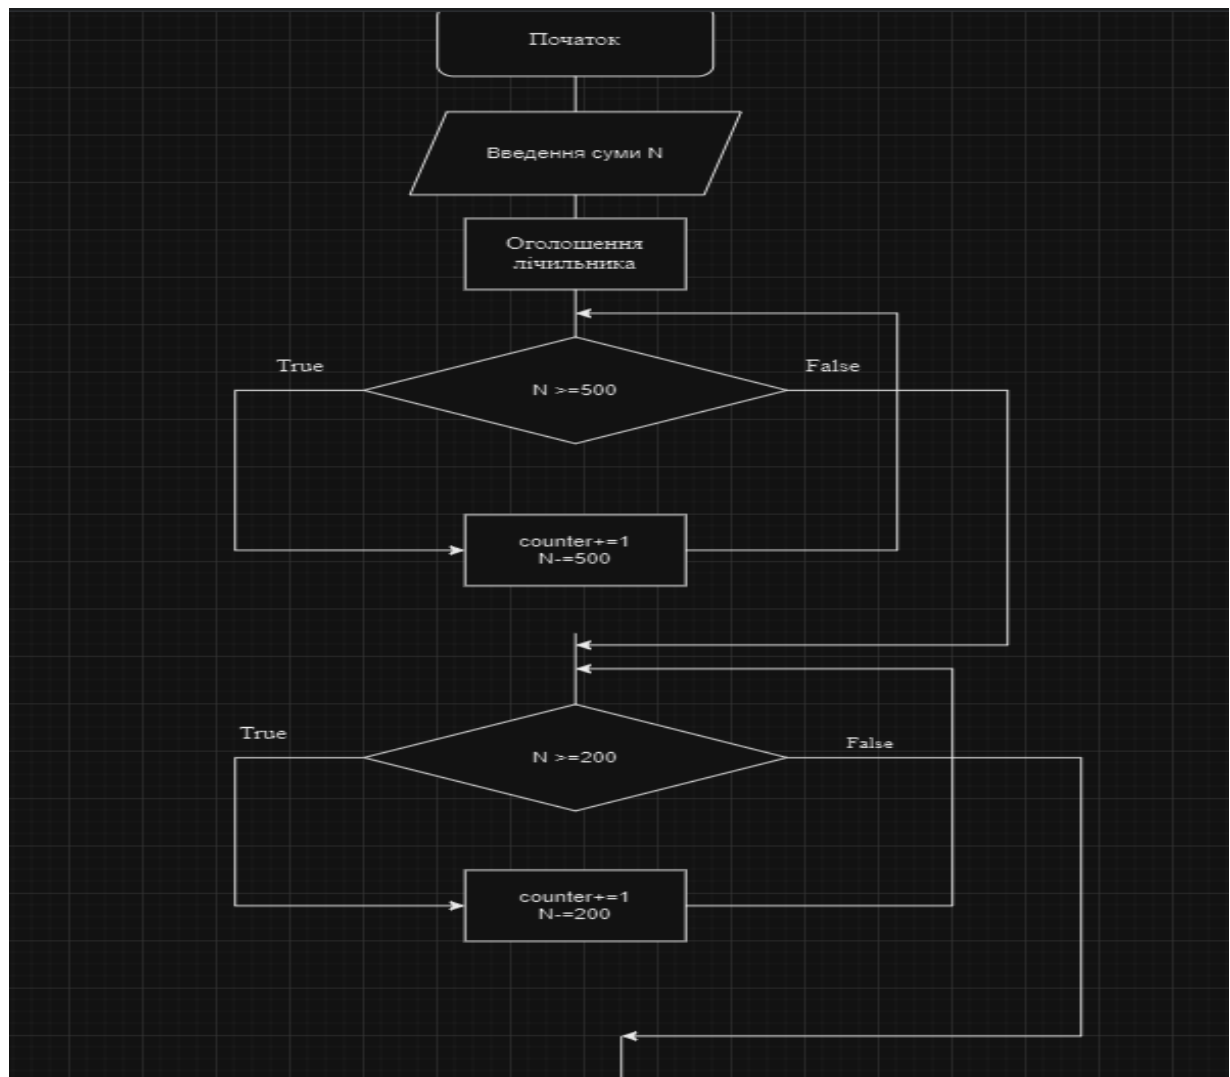 Початок
Введення суми N
Оголошення
лічильника
True
False
N >=500
counter+=1
N-=500
True
False
N >=200
counter+=1
N-=200